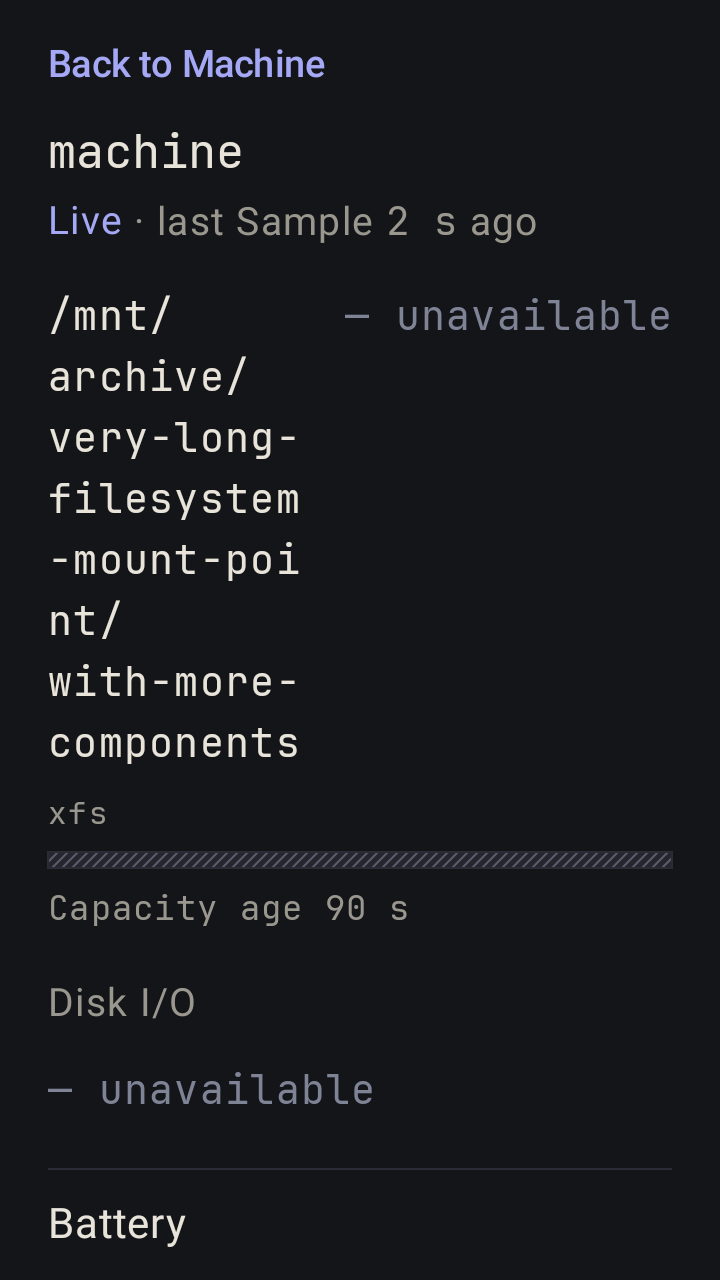 Back to Machine
machine
Live · last Sample 2 s ago
/mnt/ — unavailable
archive/
very-long-
filesystem
-mount-poi
nt/
with-more-
components
xfs
Capacity age 90 s
Disk I/O
— unavailable
Battery